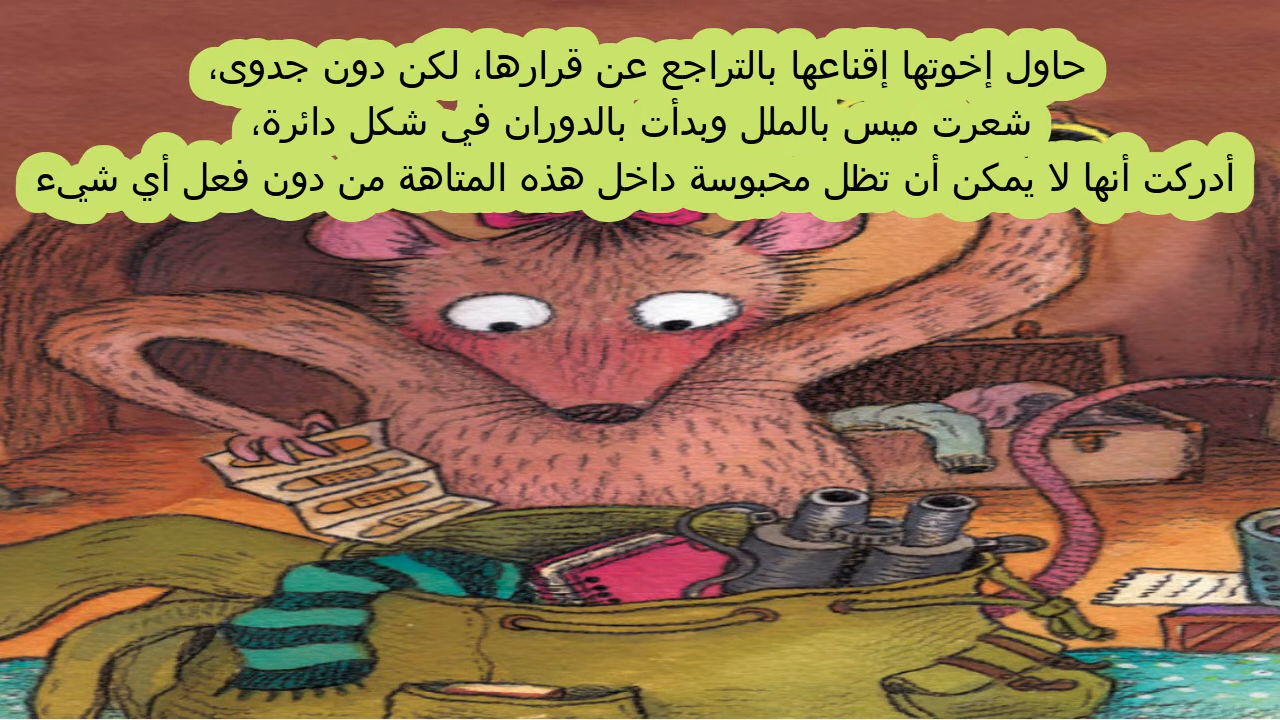 حاول إخوتها إقناعها بالتراجع عن قرارها، لكن دون جدوى،
شعرت ميس بالملل وبدأت بالدوران في شكل دائرة،
أدركت أنها لا يمكن أن تظل محبوسة داخل هذه المتاهة من دون فعل أي شيء